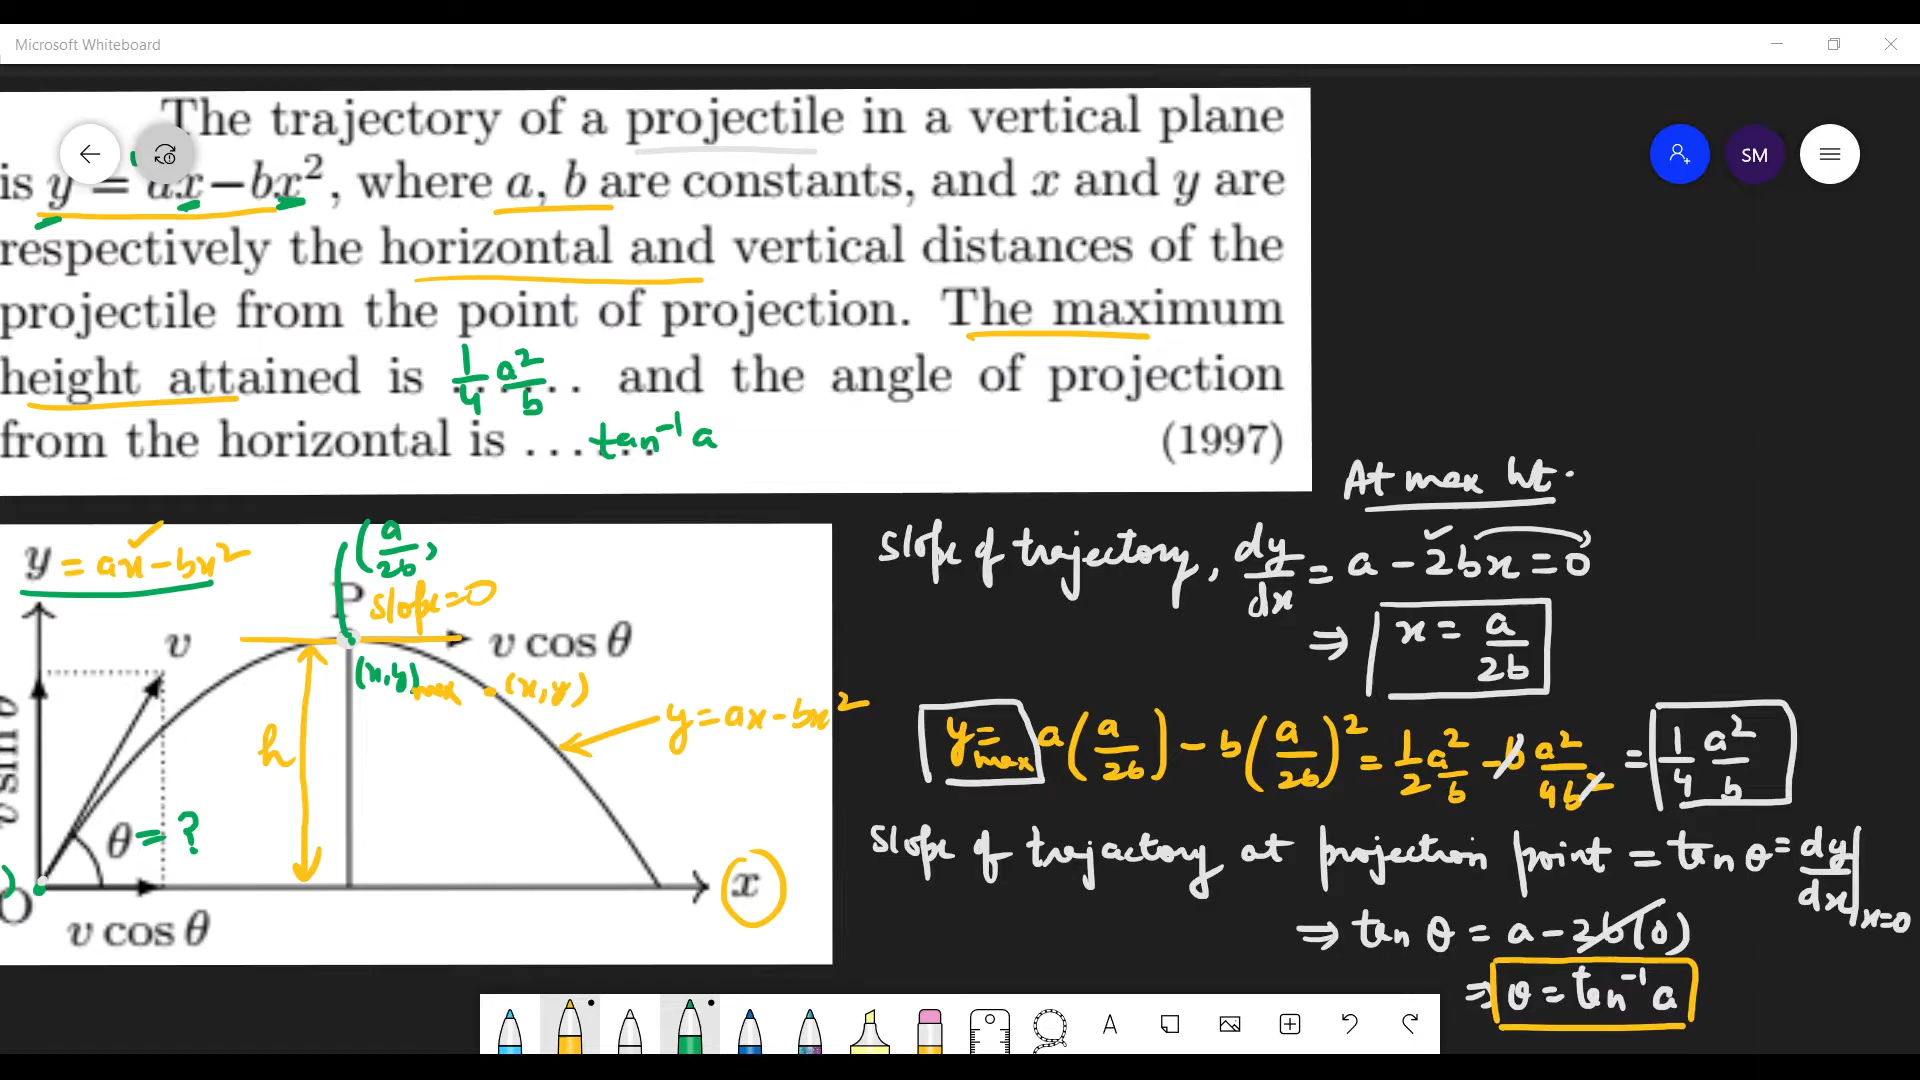 Microsoft Whiteboard
The trajectory of a projectile in a vertical plane
is y = ax−bx², where a, b are constants, and x and y are
respectively the horizontal and vertical distances of the
projectile from the point of projection. The maximum
height attained is 1/4 a²/b .. and the angle of projection
from the horizontal is ... tan⁻¹ a (1997)
SM
At max ht.
slope of trajectory, dy/dx = a − 2bx = 0
⇒ x = a/2b
y max = a(a/2b) − b(a/2b)² = 1/2 a²/b − b a²/4b² = 1/4 a²/b
slope of trajectory at projection point = tan θ = dy/dx|x=0
⇒ tan θ = a − 2b(0)
⇒ θ = tan⁻¹ a
y = ax − bx²
(a/2b,
P slope = 0
v
v cos θ
(x,y) max
(x,y)
y = ax − bx²
h
v sin θ
θ = ?
)
O
x
v cos θ
A